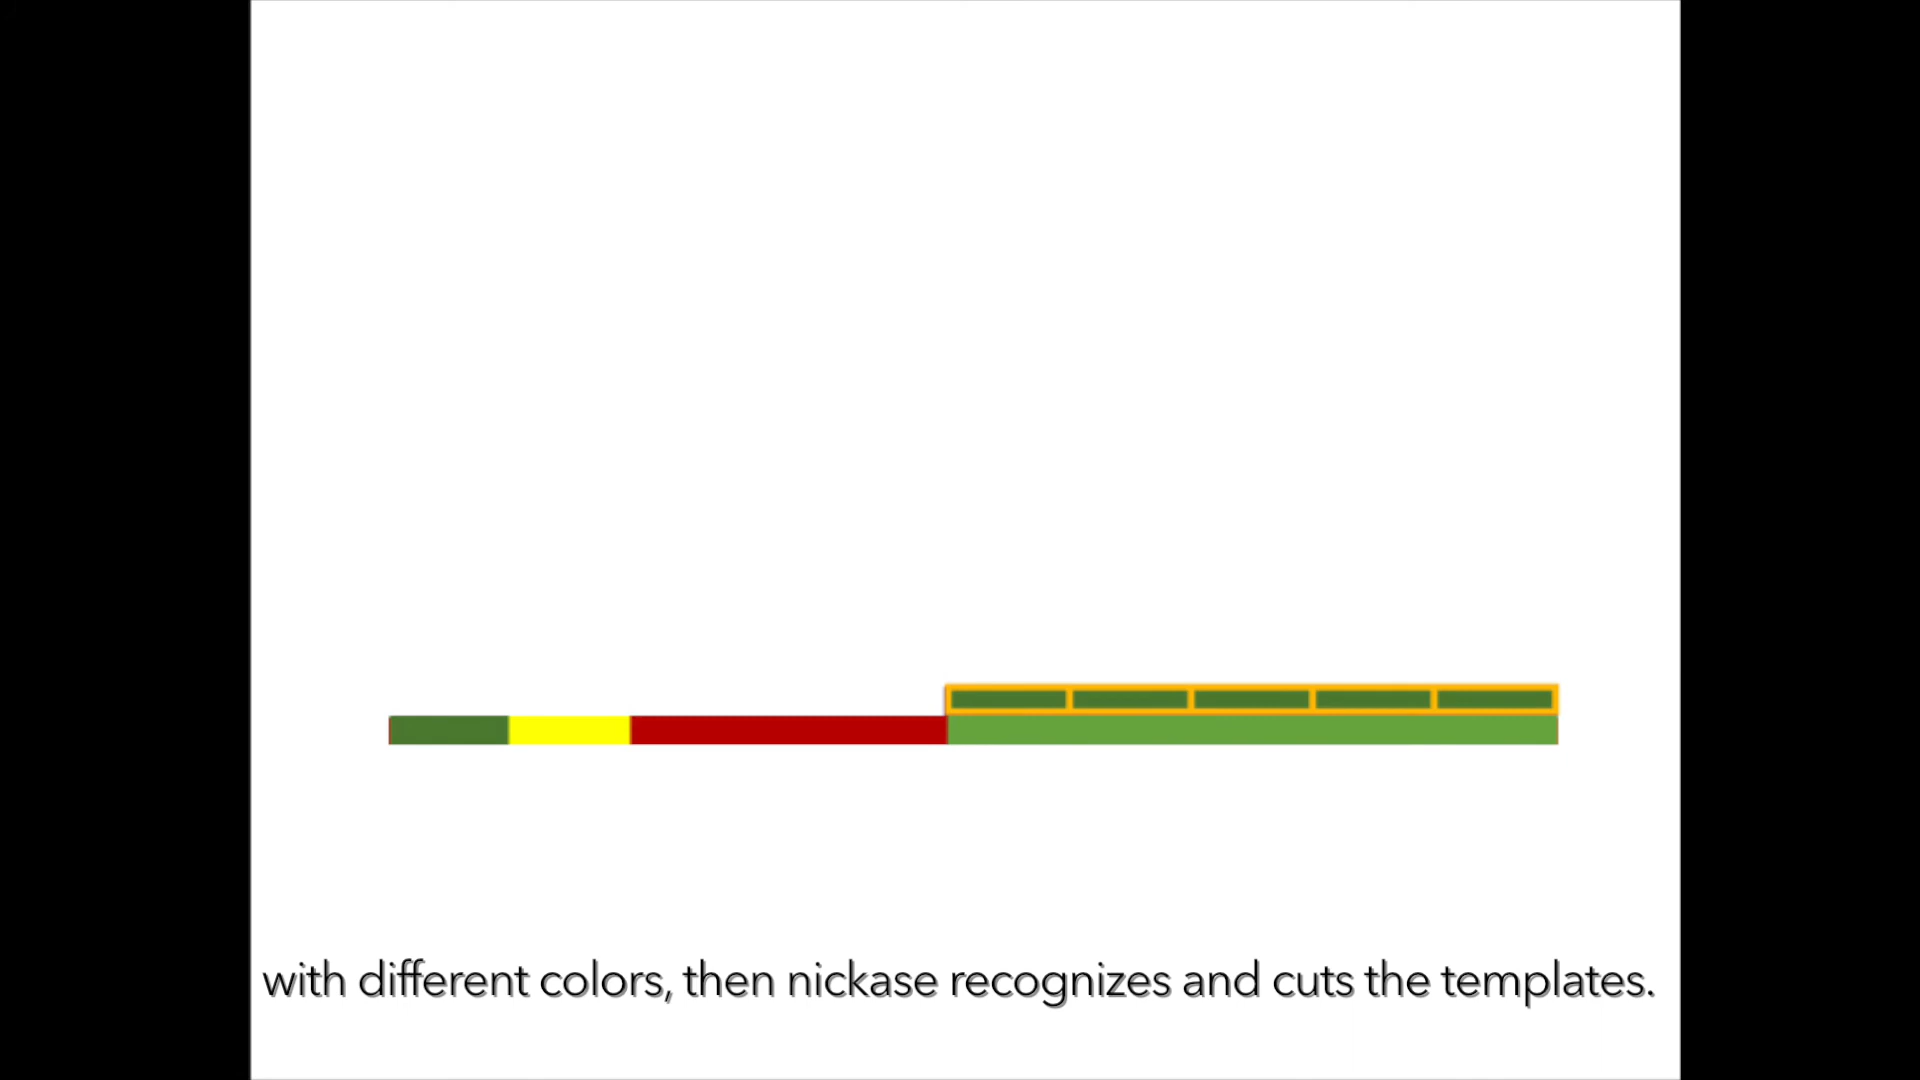 with different colors, then nickase recognizes and cuts the templates.